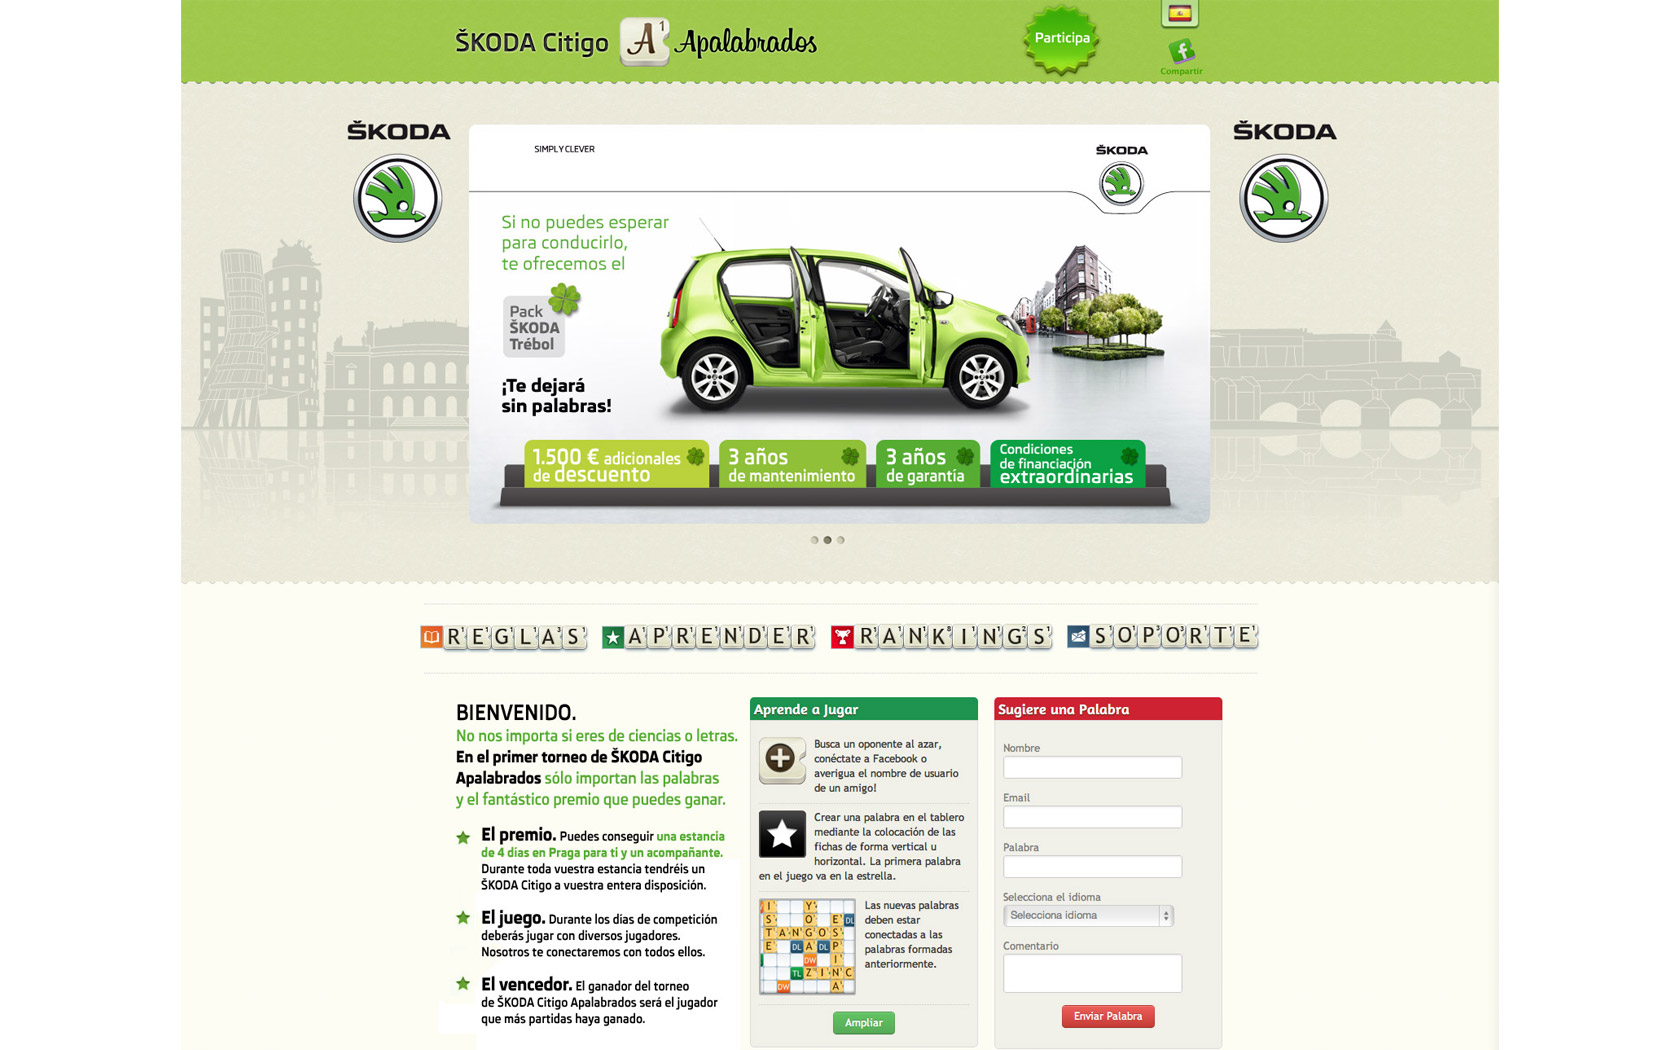 ŠKODA Citigo A¹ Apalabrados
Participa
Compartir
ŠKODA
ŠKODA
SIMPLY CLEVER
ŠKODA
Si no puedes esperar
para conducirlo,
te ofrecemos el
Pack
ŠKODA
Trébol
¡Te dejará
sin palabras!
1.500 € adicionales
de descuento
3 años
de mantenimiento
3 años
de garantía
Condiciones
de financiación
extraordinarias
REGLAS
APRENDER
RANKINGS
SOPORTE
BIENVENIDO.
No nos importa si eres de ciencias o letras.
En el primer torneo de ŠKODA Citigo
Apalabrados sólo importan las palabras
y el fantástico premio que puedes ganar.
El premio. Puedes conseguir una estancia
de 4 días en Praga para ti y un acompañante.
Durante toda vuestra estancia tendréis un
ŠKODA Citigo a vuestra entera disposición.
El juego. Durante los días de competición
deberás jugar con diversos jugadores.
Nosotros te conectaremos con todo ellos.
El vencedor. El ganador del torneo
de ŠKODA Citigo Apalabrados será el jugador
que más partidas haya ganado.
Aprende a Jugar
Busca un oponente al azar,
conéctate a Facebook o
averigua el nombre de usuario
de un amigo!
Crear una palabra en el tablero
mediante la colocación de las
fichas de forma vertical u
horizontal. La primera palabra
en el juego va en la estrella.
Las nuevas palabras
deben estar
conectadas a las
palabras formadas
anteriormente.
I Y
S O E DL
TANGOS
E DL A DL P
DW I
TL ZINC
DW A
Ampliar
Sugiere una Palabra
Nombre
Email
Palabra
Selecciona el idioma
Selecciona idioma
Comentario
Enviar Palabra